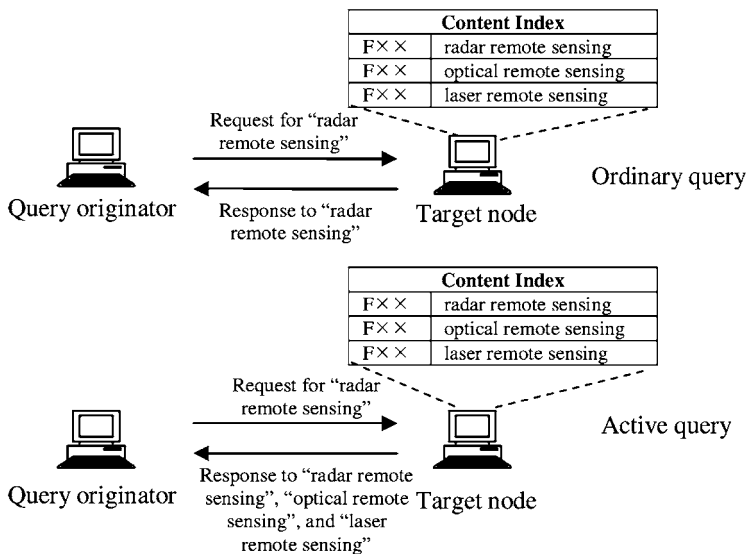 Content Index
F×× radar remote sensing
F×× optical remote sensing
F×× laser remote sensing
Request for “radar
remote sensing”
Ordinary query
Query originator
Response to “radar
remote sensing”
Target node
Content Index
F×× radar remote sensing
F×× optical remote sensing
F×× laser remote sensing
Request for “radar
remote sensing”
Active query
Query originator
Response to “radar remote
sensing”, “optical remote
sensing”, and “laser
remote sensing”
Target node